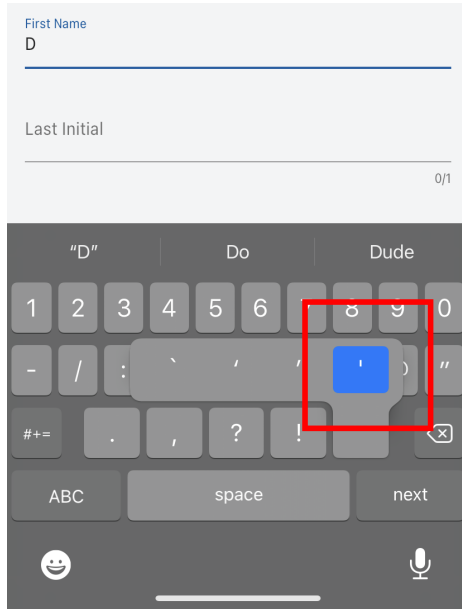 First Name
D
Last Initial
0/1
“D” Do Dude
1 2 3 4 5 6 7 8 9 0
- / : ` ‘ ’ ' ”
#+= . , ? !
ABC space next